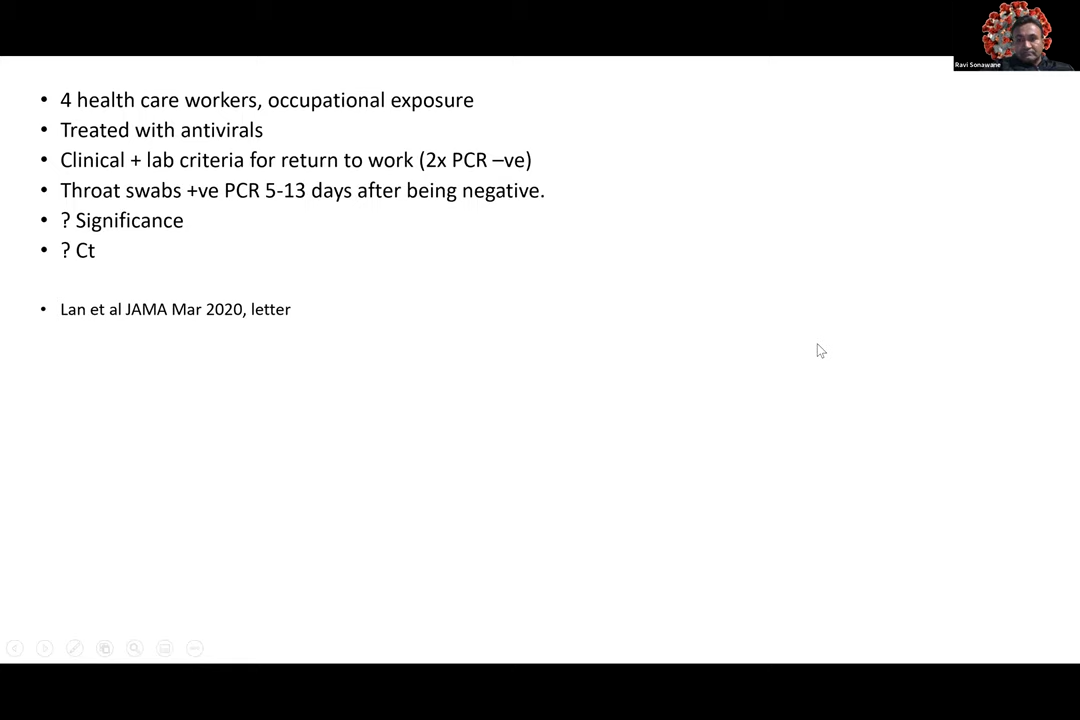 Ravi Sonawane
• 4 health care workers, occupational exposure
• Treated with antivirals
• Clinical + lab criteria for return to work (2x PCR –ve)
• Throat swabs +ve PCR 5-13 days after being negative.
• ? Significance
• ? Ct
• Lan et al JAMA Mar 2020, letter